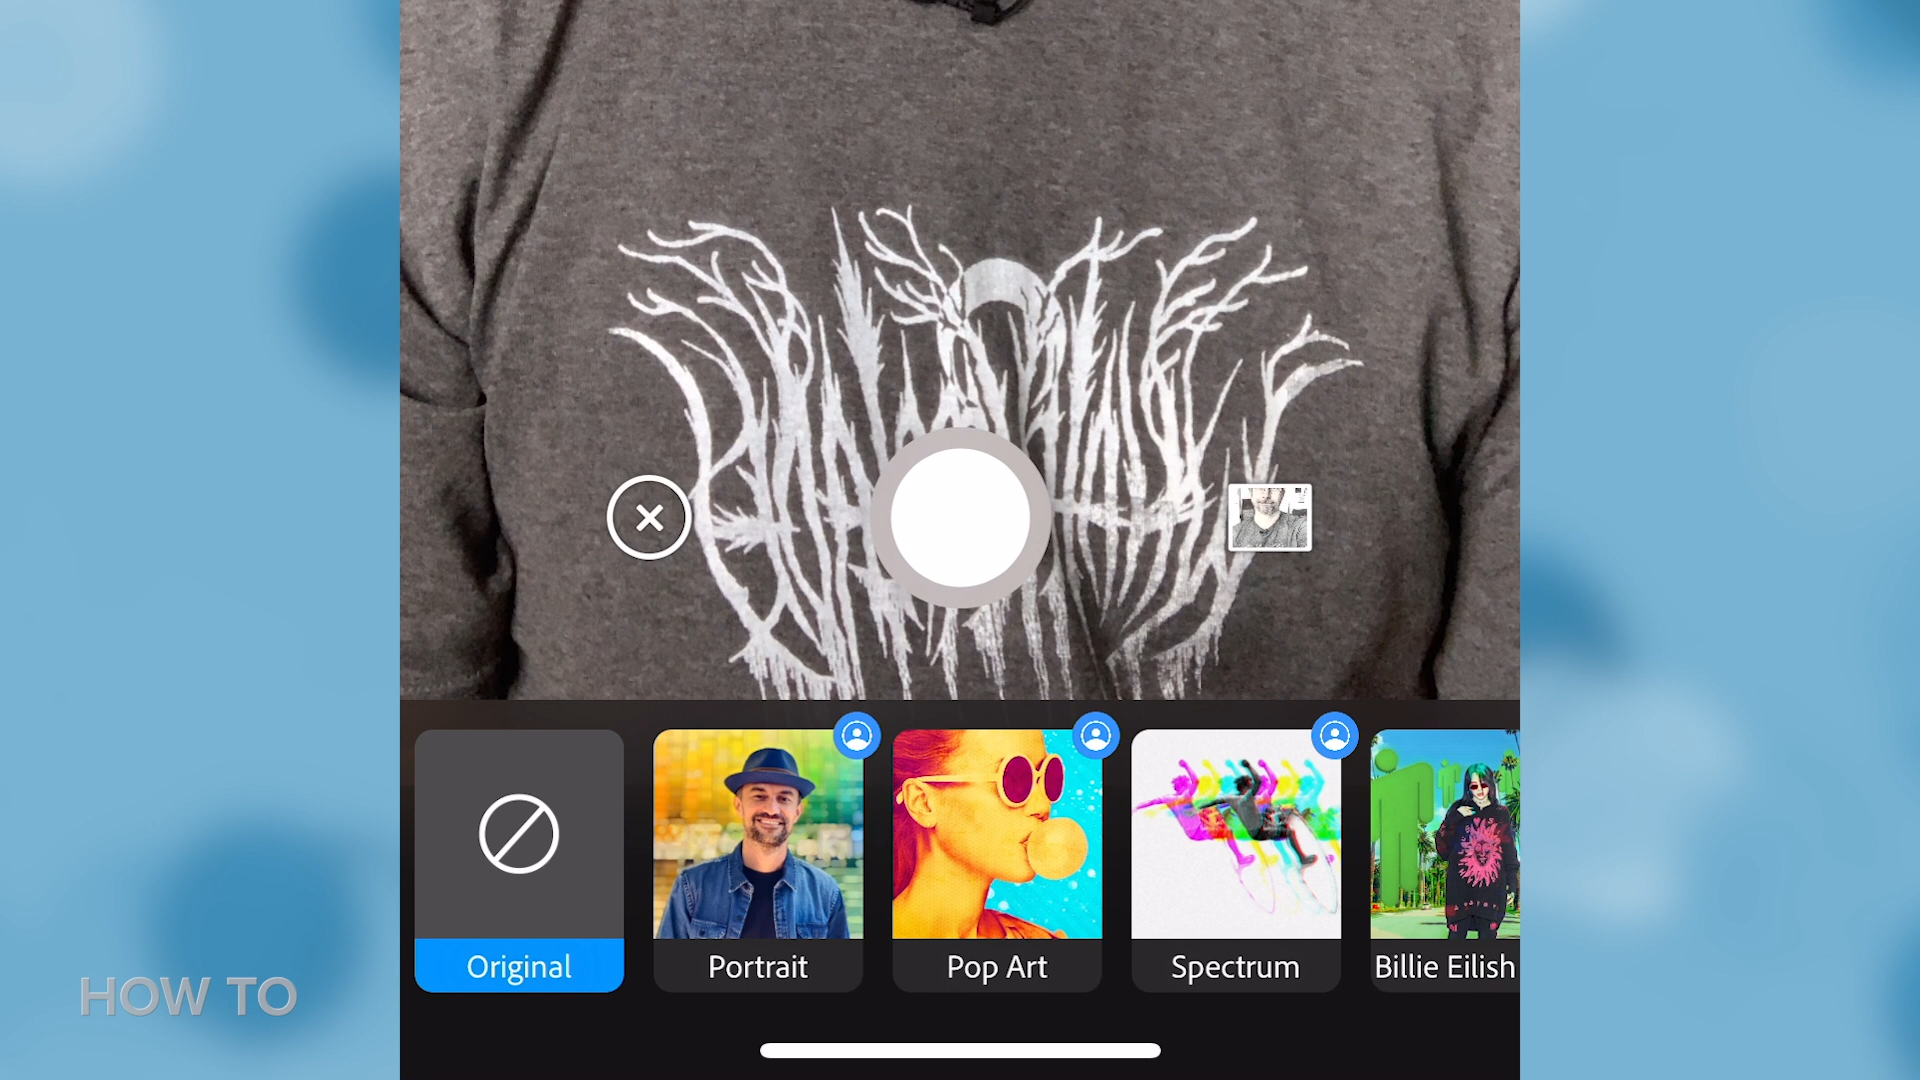 Original
Portrait
Pop Art
Spectrum
Billie Eilish
HOW TO